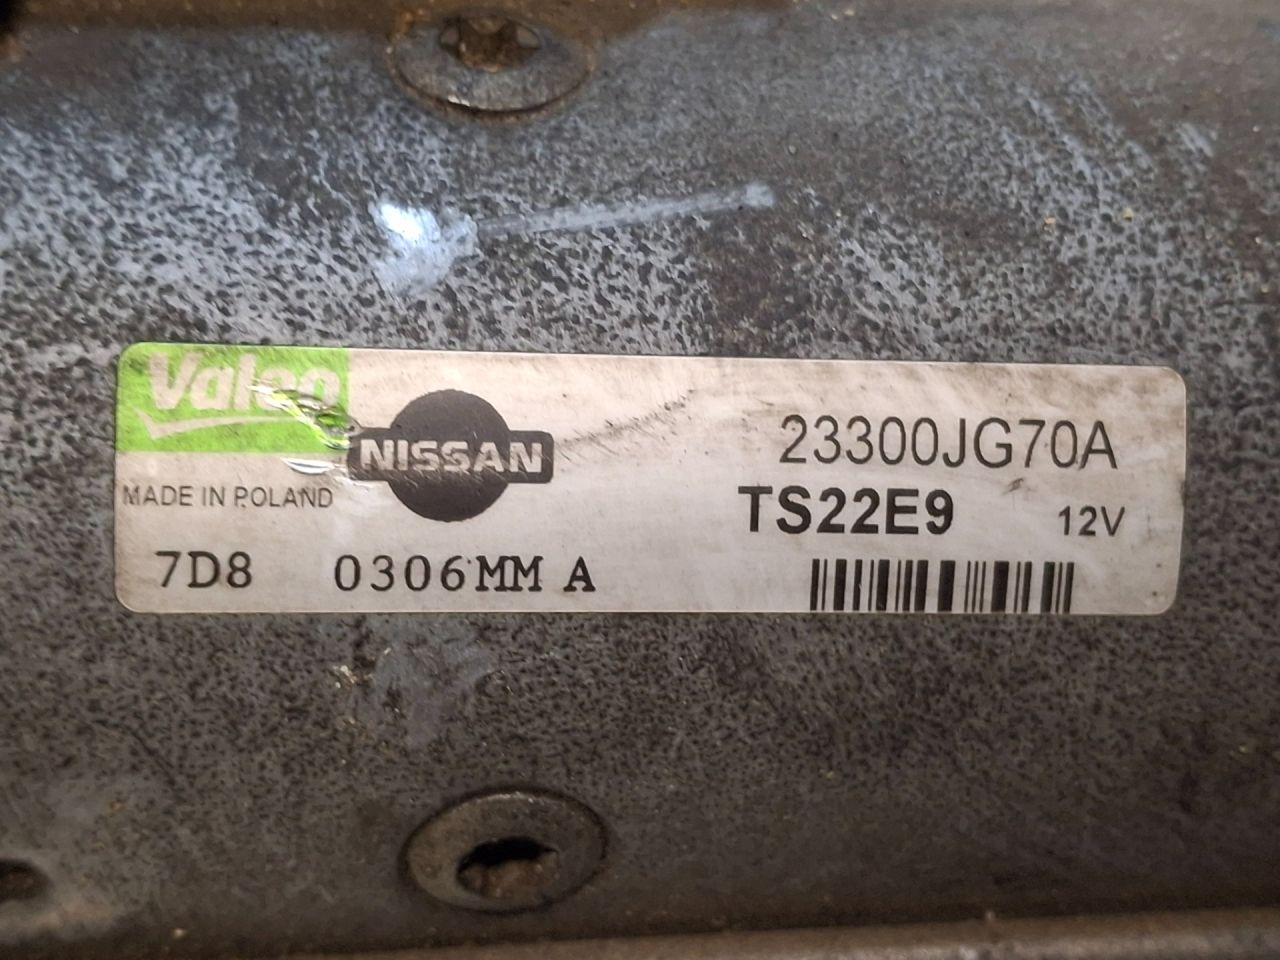 Valeo
NISSAN
23300JG70A
MADE IN POLAND
TS22E9 12V
7D8 0306MM A